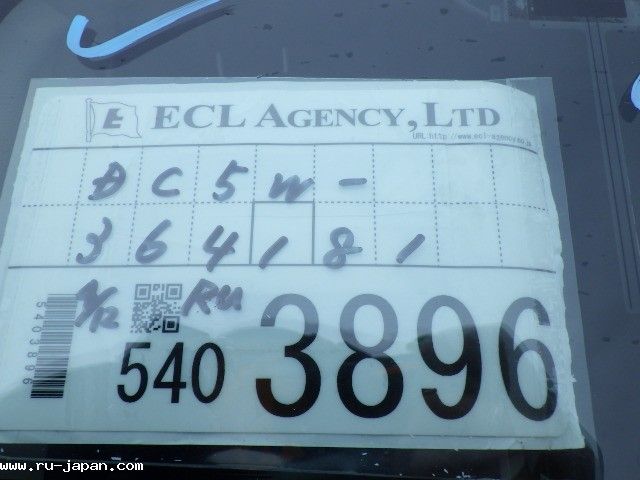 E ECL AGENCY, LTD
URL http://www.ecl-agency.co.jp
DC5W-
364181
RU
5403896
540 3896
www.ru-japan.com